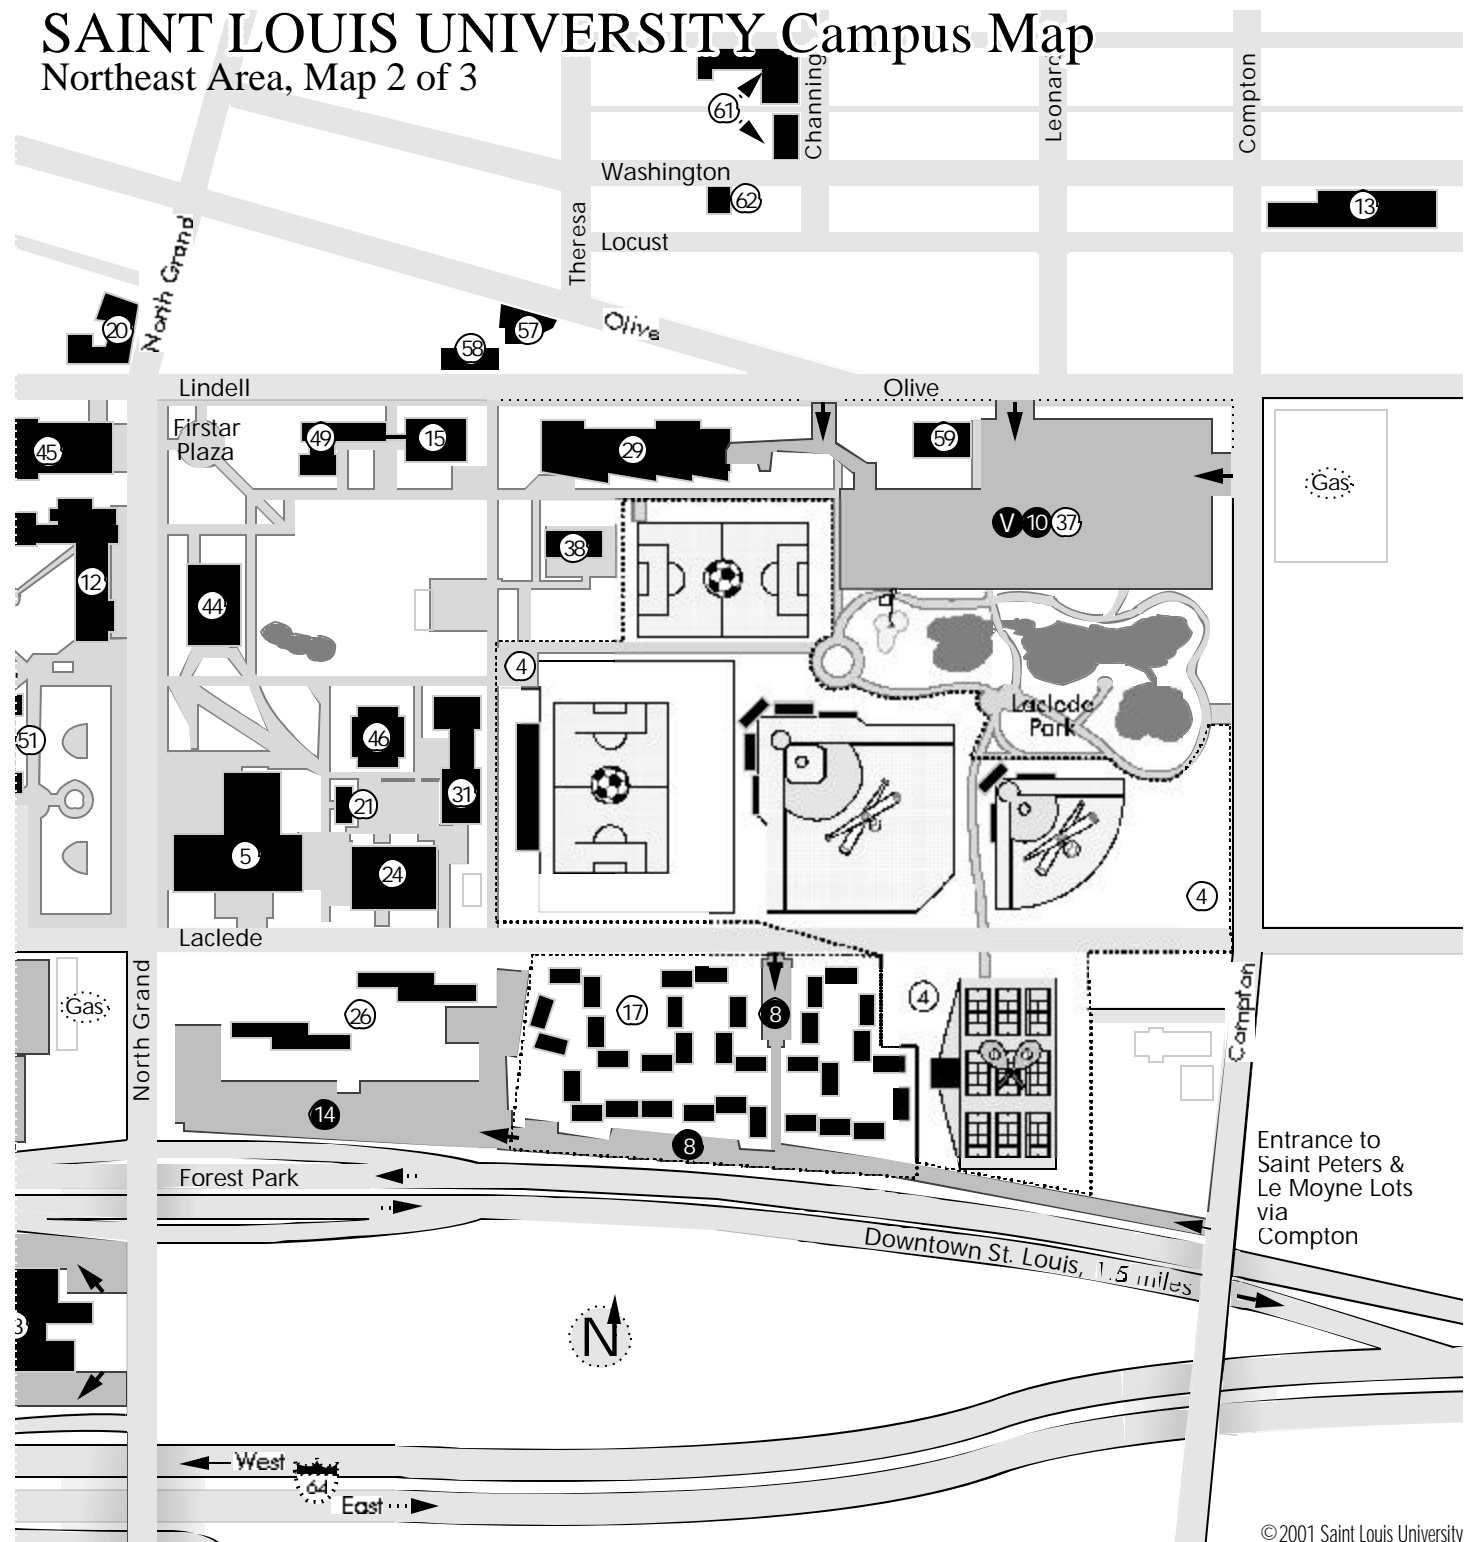 SAINT LOUIS UNIVERSITY Campus Map
Northeast Area, Map 2 of 3
Channing
Leonard
Compton
61
Washington
62
13
Theresa
Locust
North Grand
20
57
58
Olive
Lindell
Olive
Firstar
Plaza
45
49
15
29
59
Gas
V
10
37
38
12
44
4
Laclede
Park
51
46
21
31
5
24
4
Laclede
North Grand
Gas
26
17
8
4
Compton
14
8
Entrance to
Saint Peters &
Le Moyne Lots
via
Compton
Forest Park
Downtown St. Louis, 1.5 miles
3
N
West
64
East
©2001 Saint Louis University